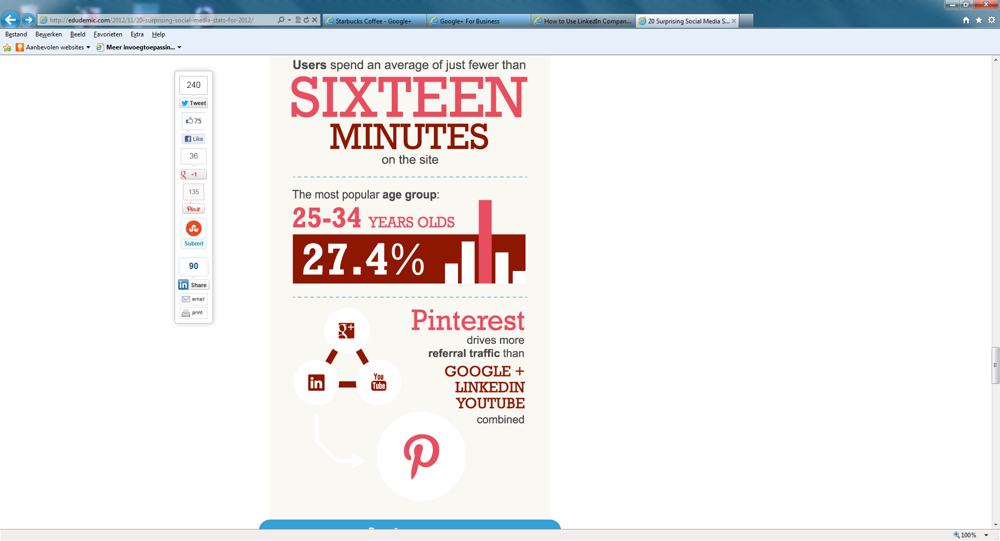 http://edudemic.com/2012/11/20-surprising-social-media-stats-for-2012/
Starbucks Coffee - Google+
Google+ For Business
How to Use LinkedIn Compan...
20 Surprising Social Media S...
Bestand Bewerken Beeld Favorieten Extra Help
Aanbevolen websites Meer invoegtoepassin...
240
Tweet
75
Like
36
+1
135
Pin it
Submit
90
in Share
email
print
Users spend an average of just fewer than
SIXTEEN
MINUTES
on the site
The most popular age group:
25-34 YEARS OLDS
27.4%
g+
in
You
Tube
Pinterest
drives more
referral traffic than
GOOGLE +
LINKEDIN
YOUTUBE
combined
100%